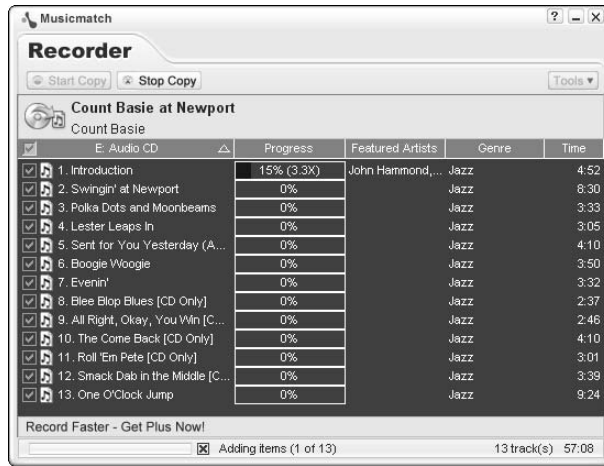 Musicmatch
Recorder
Start Copy Stop Copy Tools
Count Basie at Newport
Count Basie
E: Audio CD Progress Featured Artists Genre Time
1. Introduction 15% (3.3X) John Hammond,... Jazz 4:52
2. Swingin' at Newport 0% Jazz 8:30
3. Polka Dots and Moonbeams 0% Jazz 3:33
4. Lester Leaps In 0% Jazz 3:05
5. Sent for You Yesterday (A... 0% Jazz 4:10
6. Boogie Woogie 0% Jazz 3:50
7. Evenin' 0% Jazz 3:32
8. Blee Blop Blues [CD Only] 0% Jazz 2:37
9. All Right, Okay, You Win [C... 0% Jazz 2:46
10. The Come Back [CD Only] 0% Jazz 4:10
11. Roll 'Em Pete [CD Only] 0% Jazz 3:01
12. Smack Dab in the Middle [C... 0% Jazz 3:39
13. One O'Clock Jump 0% Jazz 9:24
Record Faster - Get Plus Now!
Adding items (1 of 13) 13 track(s) 57:08